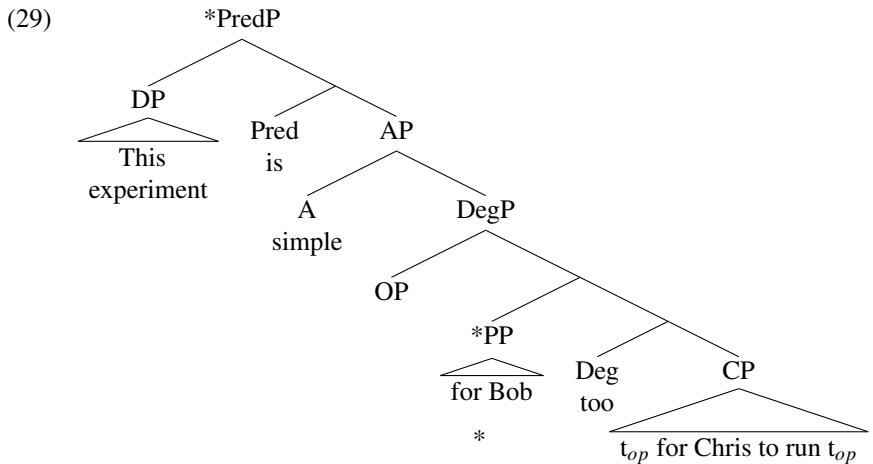 (29)
*PredP
DP
Pred
is
AP
This
experiment
A
simple
DegP
OP
*PP
for Bob
*
Deg
too
CP
t_op for Chris to run t_op